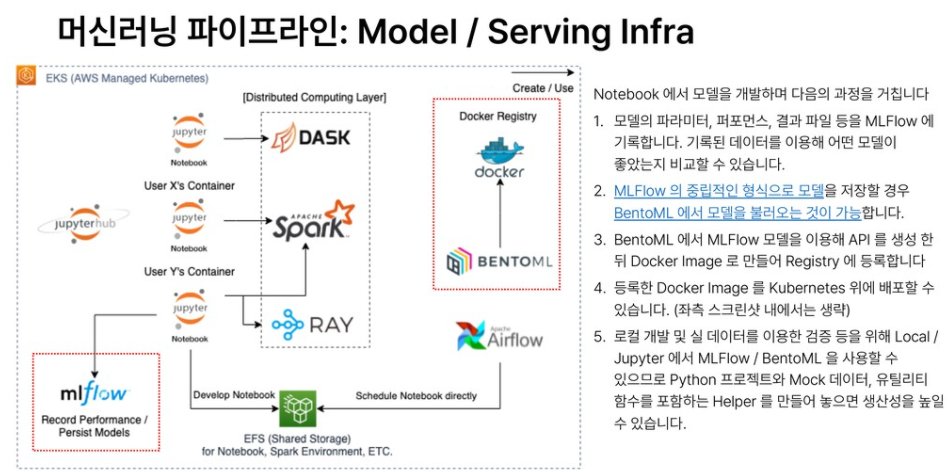 머신러닝 파이프라인: Model / Serving Infra
EKS (AWS Managed Kubernetes)
Create / Use
[Distributed Computing Layer]
jupyter
Notebook
DASK
User X's Container
jupyterhub
jupyter
Notebook
APACHE
Spark
User Y's Container
jupyter
Notebook
RAY
Docker Registry
docker
BENTOML
Apache
Airflow
mlflow
Record Performance /
Persist Models
Develop Notebook
Schedule Notebook directly
EFS (Shared Storage)
for Notebook, Spark Environment, ETC.
Notebook 에서 모델을 개발하며 다음의 과정을 거칩니다
1. 모델의 파라미터, 퍼포먼스, 결과 파일 등을 MLFlow 에
기록합니다. 기록된 데이터를 이용해 어떤 모델이
좋았는지 비교할 수 있습니다.
2. MLFlow 의 중립적인 형식으로 모델을 저장할 경우
BentoML 에서 모델을 불러오는 것이 가능합니다.
3. BentoML 에서 MLFlow 모델을 이용해 API 를 생성 한
뒤 Docker Image 로 만들어 Registry 에 등록합니다
4. 등록한 Docker Image 를 Kubernetes 위에 배포할 수
있습니다. (좌측 스크린샷 내에서는 생략)
5. 로컬 개발 및 실 데이터를 이용한 검증 등을 위해 Local /
Jupyter 에서 MLFlow / BentoML 을 사용할 수
있으므로 Python 프로젝트와 Mock 데이터, 유틸리티
함수를 포함하는 Helper 를 만들어 놓으면 생산성을 높일
수 있습니다.